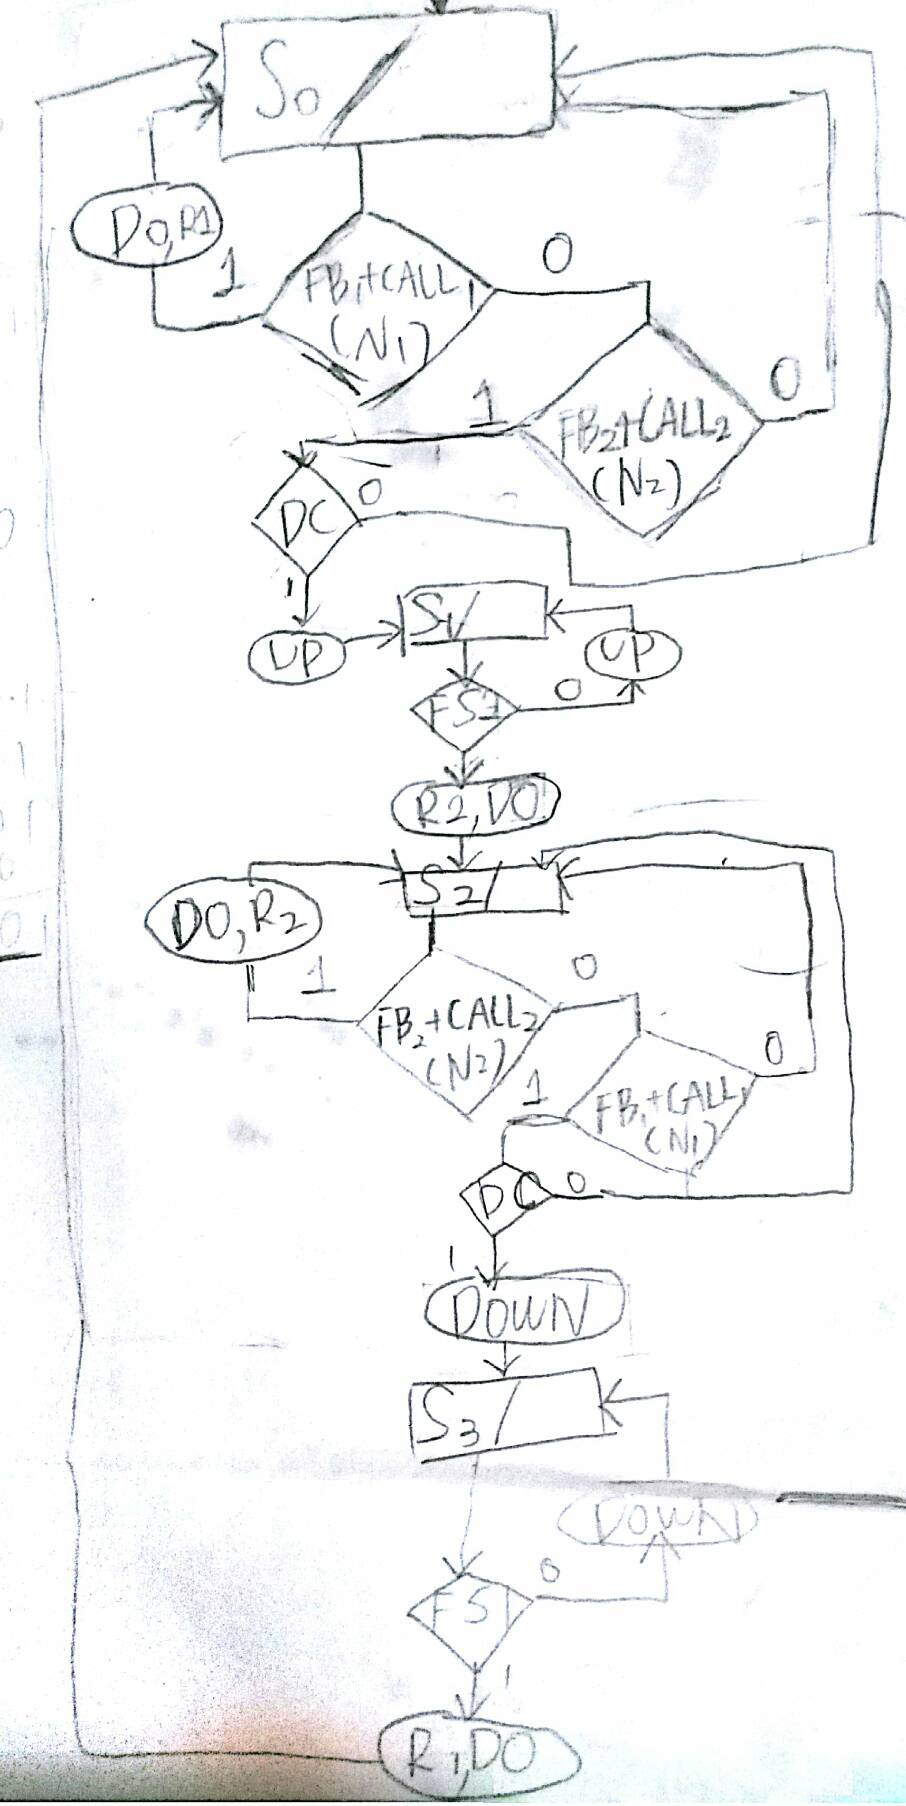 S0/
DO,R1
1
FB1+CALL1
(N1)
0
1
FB2+CALL2
(N2)
0
DC
0
1
UP
S1/
UP
FS1
0
R2,DO
S2/
DO,R2
1
FB2+CALL2
(N2)
0
1
FB1+CALL1
(N1)
0
DC
0
1
DOWN
S3/
DOWN
FS1
0
1
R1,DO